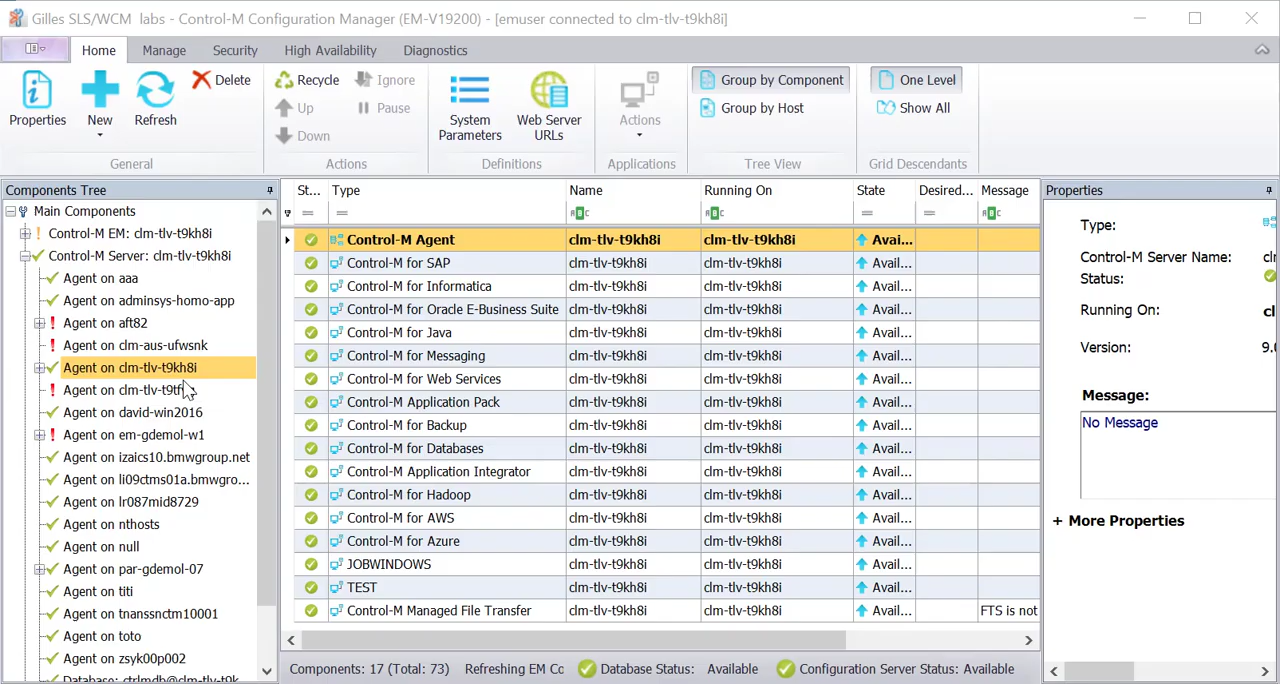 Gilles SLS/WCM labs - Control-M Configuration Manager (EM-V19200) - [emuser connected to clm-tlv-t9kh8i]
Home Manage Security High Availability Diagnostics
Properties
New
Refresh
Delete
General
Recycle
Up
Down
Ignore
Pause
Actions
System Parameters
Web Server URLs
Definitions
Actions
Applications
Group by Component
Group by Host
Tree View
One Level
Show All
Grid Descendants
Components Tree
Main Components
Control-M EM: clm-tlv-t9kh8i
Control-M Server: clm-tlv-t9kh8i
Agent on aaa
Agent on adminsys-homo-app
Agent on aft82
Agent on clm-aus-ufwsnk
Agent on clm-tlv-t9kh8i
Agent on
Agent on david-win2016
Agent on em-gdemol-w1
Agent on izaics10.bmwgroup.net
Agent on li09ctms01a.bmwgro...
Agent on lr087mid8729
Agent on nthosts
Agent on null
Agent on par-gdemol-07
Agent on titi
Agent on tnanssrctm10001
Agent on toto
Agent on zsyk00p002
Database: ctrlmdb@clm-tlv-t9k
St... Type Name Running On State Desired... Message
Control-M Agent clm-tlv-t9kh8i clm-tlv-t9kh8i Avai...
Control-M for SAP clm-tlv-t9kh8i clm-tlv-t9kh8i Avail...
Control-M for Informatica clm-tlv-t9kh8i clm-tlv-t9kh8i Avail...
Control-M for Oracle E-Business Suite clm-tlv-t9kh8i clm-tlv-t9kh8i Avail...
Control-M for Java clm-tlv-t9kh8i clm-tlv-t9kh8i Avail...
Control-M for Messaging clm-tlv-t9kh8i clm-tlv-t9kh8i Avail...
Control-M for Web Services clm-tlv-t9kh8i clm-tlv-t9kh8i Avail...
Control-M Application Pack clm-tlv-t9kh8i clm-tlv-t9kh8i Avail...
Control-M for Backup clm-tlv-t9kh8i clm-tlv-t9kh8i Avail...
Control-M for Databases clm-tlv-t9kh8i clm-tlv-t9kh8i Avail...
Control-M Application Integrator clm-tlv-t9kh8i clm-tlv-t9kh8i Avail...
Control-M for Hadoop clm-tlv-t9kh8i clm-tlv-t9kh8i Avail...
Control-M for AWS clm-tlv-t9kh8i clm-tlv-t9kh8i Avail...
Control-M for Azure clm-tlv-t9kh8i clm-tlv-t9kh8i Avail...
JOBWINDOWS clm-tlv-t9kh8i clm-tlv-t9kh8i Avail...
TEST clm-tlv-t9kh8i clm-tlv-t9kh8i Avail...
Control-M Managed File Transfer clm-tlv-t9kh8i clm-tlv-t9kh8i Avail... FTS is not
Components: 17 (Total: 73) Refreshing EM Database Status: Available Configuration Server Status: Available
Properties
Type:
Control-M Server Name:
Status:
Running On:
Version: 9.0
Message:
No Message
+ More Properties